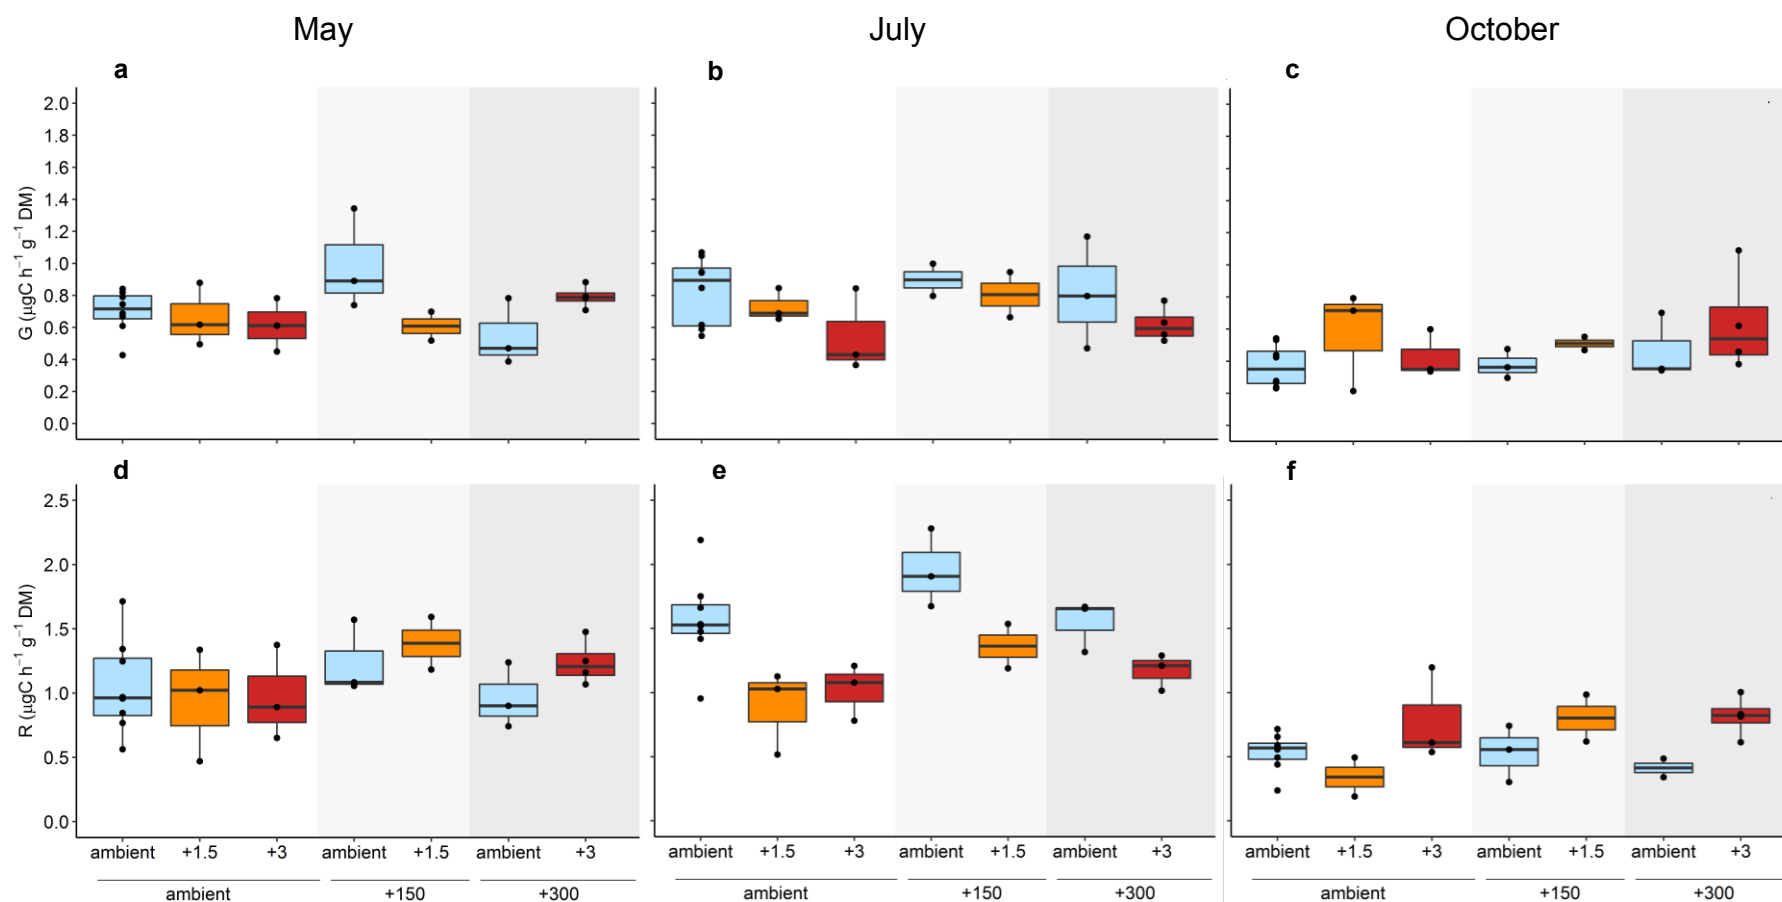 May July October
a b c
G (µgC h⁻¹ g⁻¹ DM)
2.0
1.8
1.6
1.4
1.2
1.0
0.8
0.6
0.4
0.2
0.0
d e f
R (µgC h⁻¹ g⁻¹ DM)
2.5
2.0
1.5
1.0
0.5
0.0
ambient +1.5 +3 ambient +1.5 ambient +3 ambient +1.5 +3 ambient +1.5 ambient +3 ambient +1.5 +3 ambient +1.5 ambient +3
ambient +150 +300 ambient +150 +300 ambient +150 +300